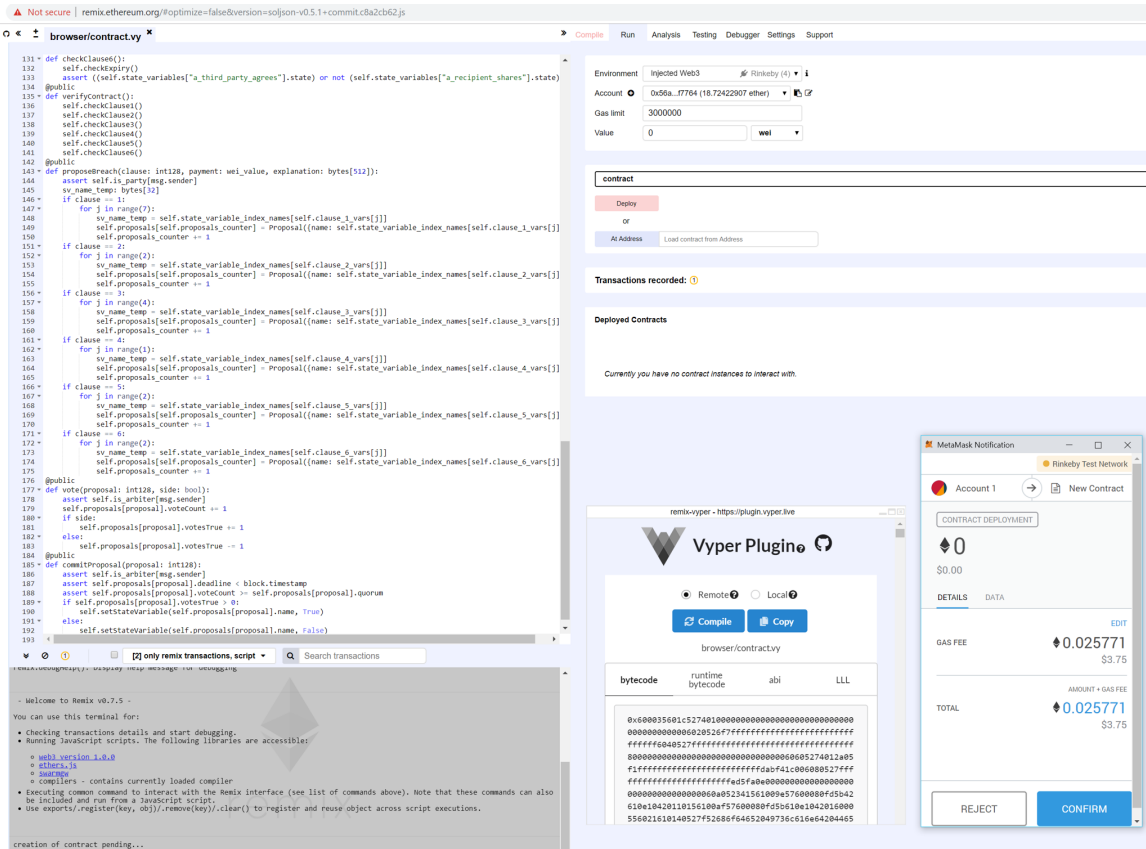 Not secure | remix.ethereum.org/#optimize=false&version=soljson-v0.5.1+commit.c8a2cb62.js
browser/contract.vy
131 def checkClause6():
132     self.checkExpiry()
133     assert ((self.state_variables["a_third_party_agrees"].state) or not (self.state_variables["a_recipient_shares"].state)
134 @public
135 def verifyContract():
136     self.checkClause1()
137     self.checkClause2()
138     self.checkClause3()
139     self.checkClause4()
140     self.checkClause5()
141     self.checkClause6()
142 @public
143 def proposeBreach(clause: int128, payment: wei_value, explanation: bytes[512]):
144     assert self.is_party[msg.sender]
145     sv_name_temp: bytes[32]
146     if clause == 1:
147         for j in range(7):
148             sv_name_temp = self.state_variable_index_names[self.clause_1_vars[j]]
149             self.proposals[self.proposals_counter] = Proposal({name: self.state_variable_index_names[self.clause_1_vars[j]
150             self.proposals_counter += 1
151     if clause == 2:
152         for j in range(2):
153             sv_name_temp = self.state_variable_index_names[self.clause_2_vars[j]]
154             self.proposals[self.proposals_counter] = Proposal({name: self.state_variable_index_names[self.clause_2_vars[j]
155             self.proposals_counter += 1
156     if clause == 3:
157         for j in range(4):
158             sv_name_temp = self.state_variable_index_names[self.clause_3_vars[j]]
159             self.proposals[self.proposals_counter] = Proposal({name: self.state_variable_index_names[self.clause_3_vars[j]
160             self.proposals_counter += 1
161     if clause == 4:
162         for j in range(1):
163             sv_name_temp = self.state_variable_index_names[self.clause_4_vars[j]]
164             self.proposals[self.proposals_counter] = Proposal({name: self.state_variable_index_names[self.clause_4_vars[j]
165             self.proposals_counter += 1
166     if clause == 5:
167         for j in range(2):
168             sv_name_temp = self.state_variable_index_names[self.clause_5_vars[j]]
169             self.proposals[self.proposals_counter] = Proposal({name: self.state_variable_index_names[self.clause_5_vars[j]
170             self.proposals_counter += 1
171     if clause == 6:
172         for j in range(2):
173             sv_name_temp = self.state_variable_index_names[self.clause_6_vars[j]]
174             self.proposals[self.proposals_counter] = Proposal({name: self.state_variable_index_names[self.clause_6_vars[j]
175             self.proposals_counter += 1
176 @public
177 def vote(proposal: int128, side: bool):
178     assert self.is_arbiter[msg.sender]
179     self.proposals[proposal].voteCount += 1
180     if side:
181         self.proposals[proposal].votesTrue += 1
182     else:
183         self.proposals[proposal].votesTrue -= 1
184 @public
185 def commitProposal(proposal: int128):
186     assert self.is_arbiter[msg.sender]
187     assert self.proposals[proposal].deadline < block.timestamp
188     assert self.proposals[proposal].voteCount >= self.proposals[proposal].quorum
189     if self.proposals[proposal].votesTrue > 0:
190         self.setStateVariable(self.proposals[proposal].name, True)
191     else:
192         self.setStateVariable(self.proposals[proposal].name, False)
193
1 [2] only remix transactions, script Search transactions
remix.debugHelp(): Display help message for debugging
- Welcome to Remix v0.7.5 -
You can use this terminal for:
• Checking transactions details and start debugging.
• Running JavaScript scripts. The following libraries are accessible:
web3 version 1.0.0
ethers.js
swarmgw
compilers - contains currently loaded compiler
• Executing common command to interact with the Remix interface (see list of commands above). Note that these commands can also
be included and run from a JavaScript script.
• Use exports/.register(key, obj)/.remove(key)/.clear() to register and reuse object across script executions.
remix
creation of contract pending...
Compile Run Analysis Testing Debugger Settings Support
Environment Injected Web3 Rinkeby (4) i
Account 0x56a...f7764 (18.72422907 ether)
Gas limit 3000000
Value 0 wei
contract
Deploy
or
At Address Load contract from Address
Transactions recorded: 1
Deployed Contracts
Currently you have no contract instances to interact with.
remix-vyper - https://plugin.vyper.live
Vyper Plugin
Remote Local
Compile Copy
browser/contract.vy
bytecode runtime bytecode abi LLL
MetaMask Notification
Rinkeby Test Network
Account 1 New Contract
CONTRACT DEPLOYMENT
0
$0.00
DETAILS DATA
EDIT
GAS FEE 0.025771
$3.75
AMOUNT + GAS FEE
TOTAL 0.025771
$3.75
REJECT CONFIRM